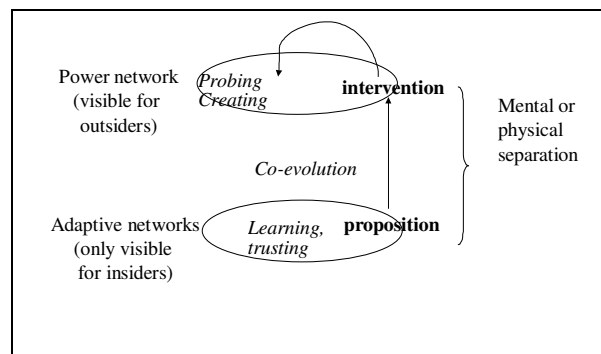 Power network
(visible for
outsiders)
Probing
Creating
intervention
Mental or
physical
separation
Co-evolution
Adaptive networks
(only visible
for insiders)
Learning,
trusting
proposition